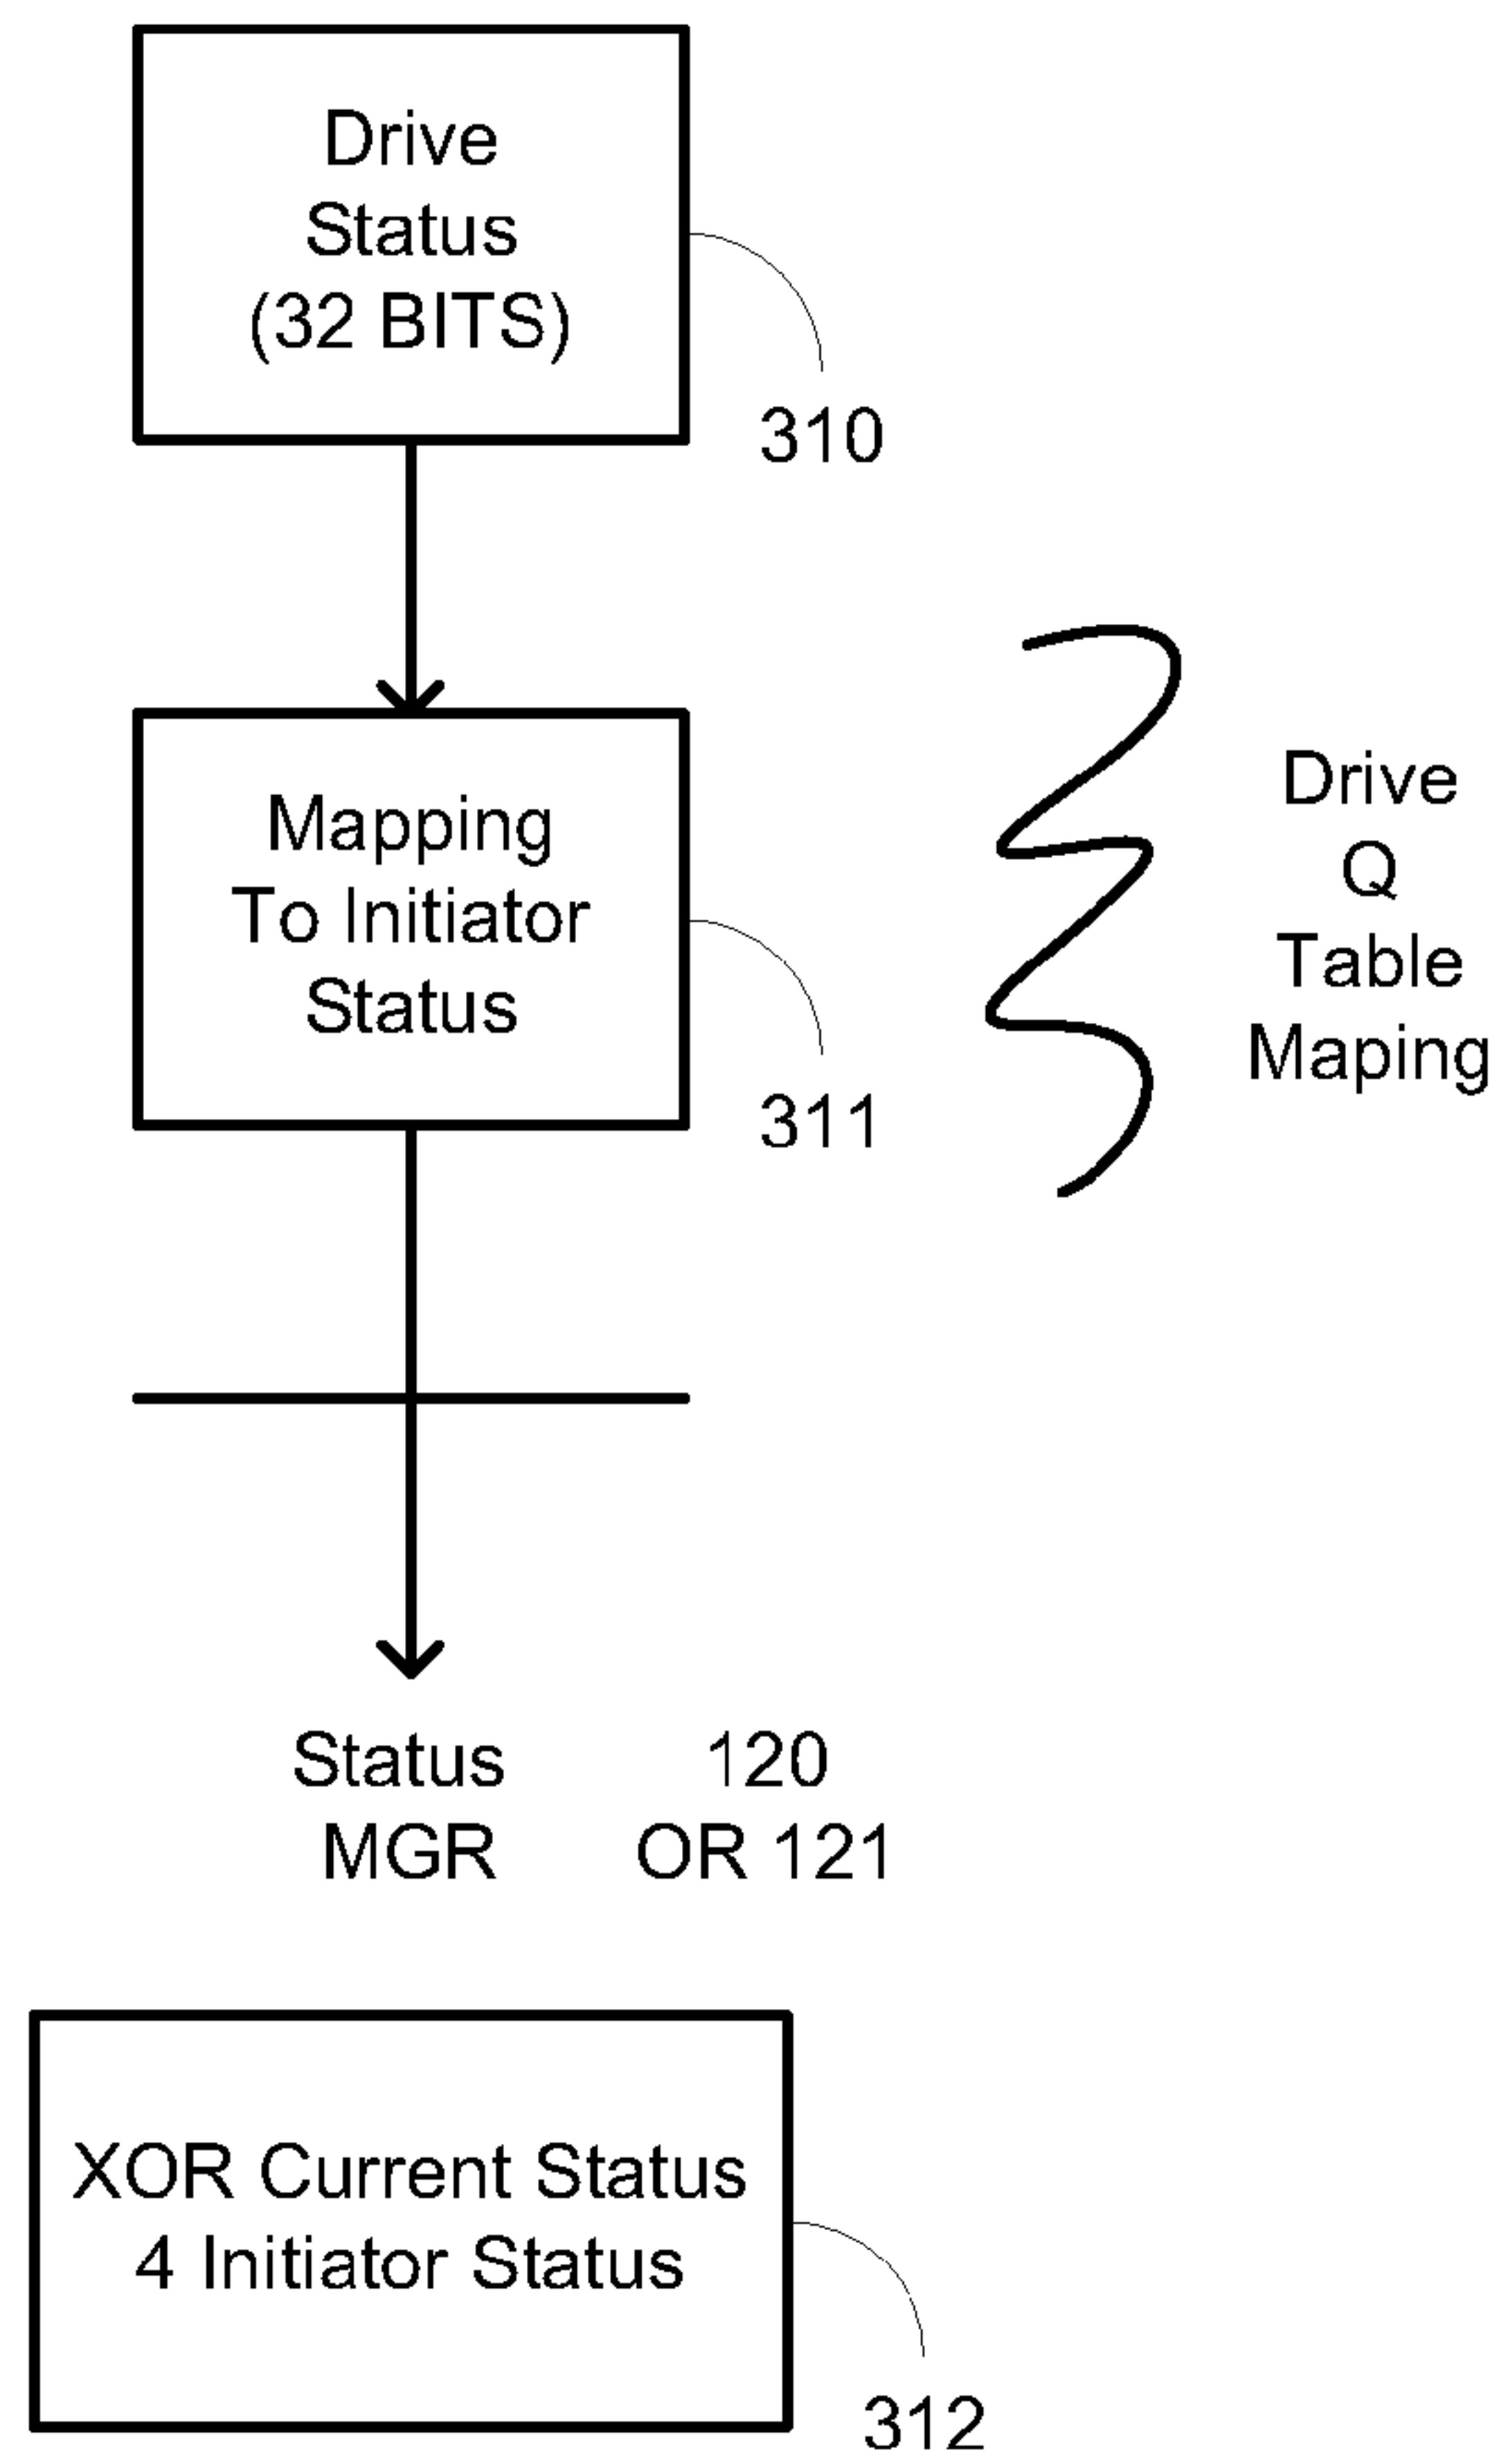 Drive
Status
(32 BITS)
310
Mapping
To Initiator
Status
311
Drive
Q
Table
Maping
Status 120
MGR OR 121
XOR Current Status
4 Initiator Status
312